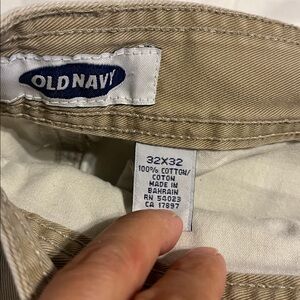 OLD NAVY
32X32
100% COTTON/
COTON
MADE IN
BAHRAIN
RN 54023
CA 17897